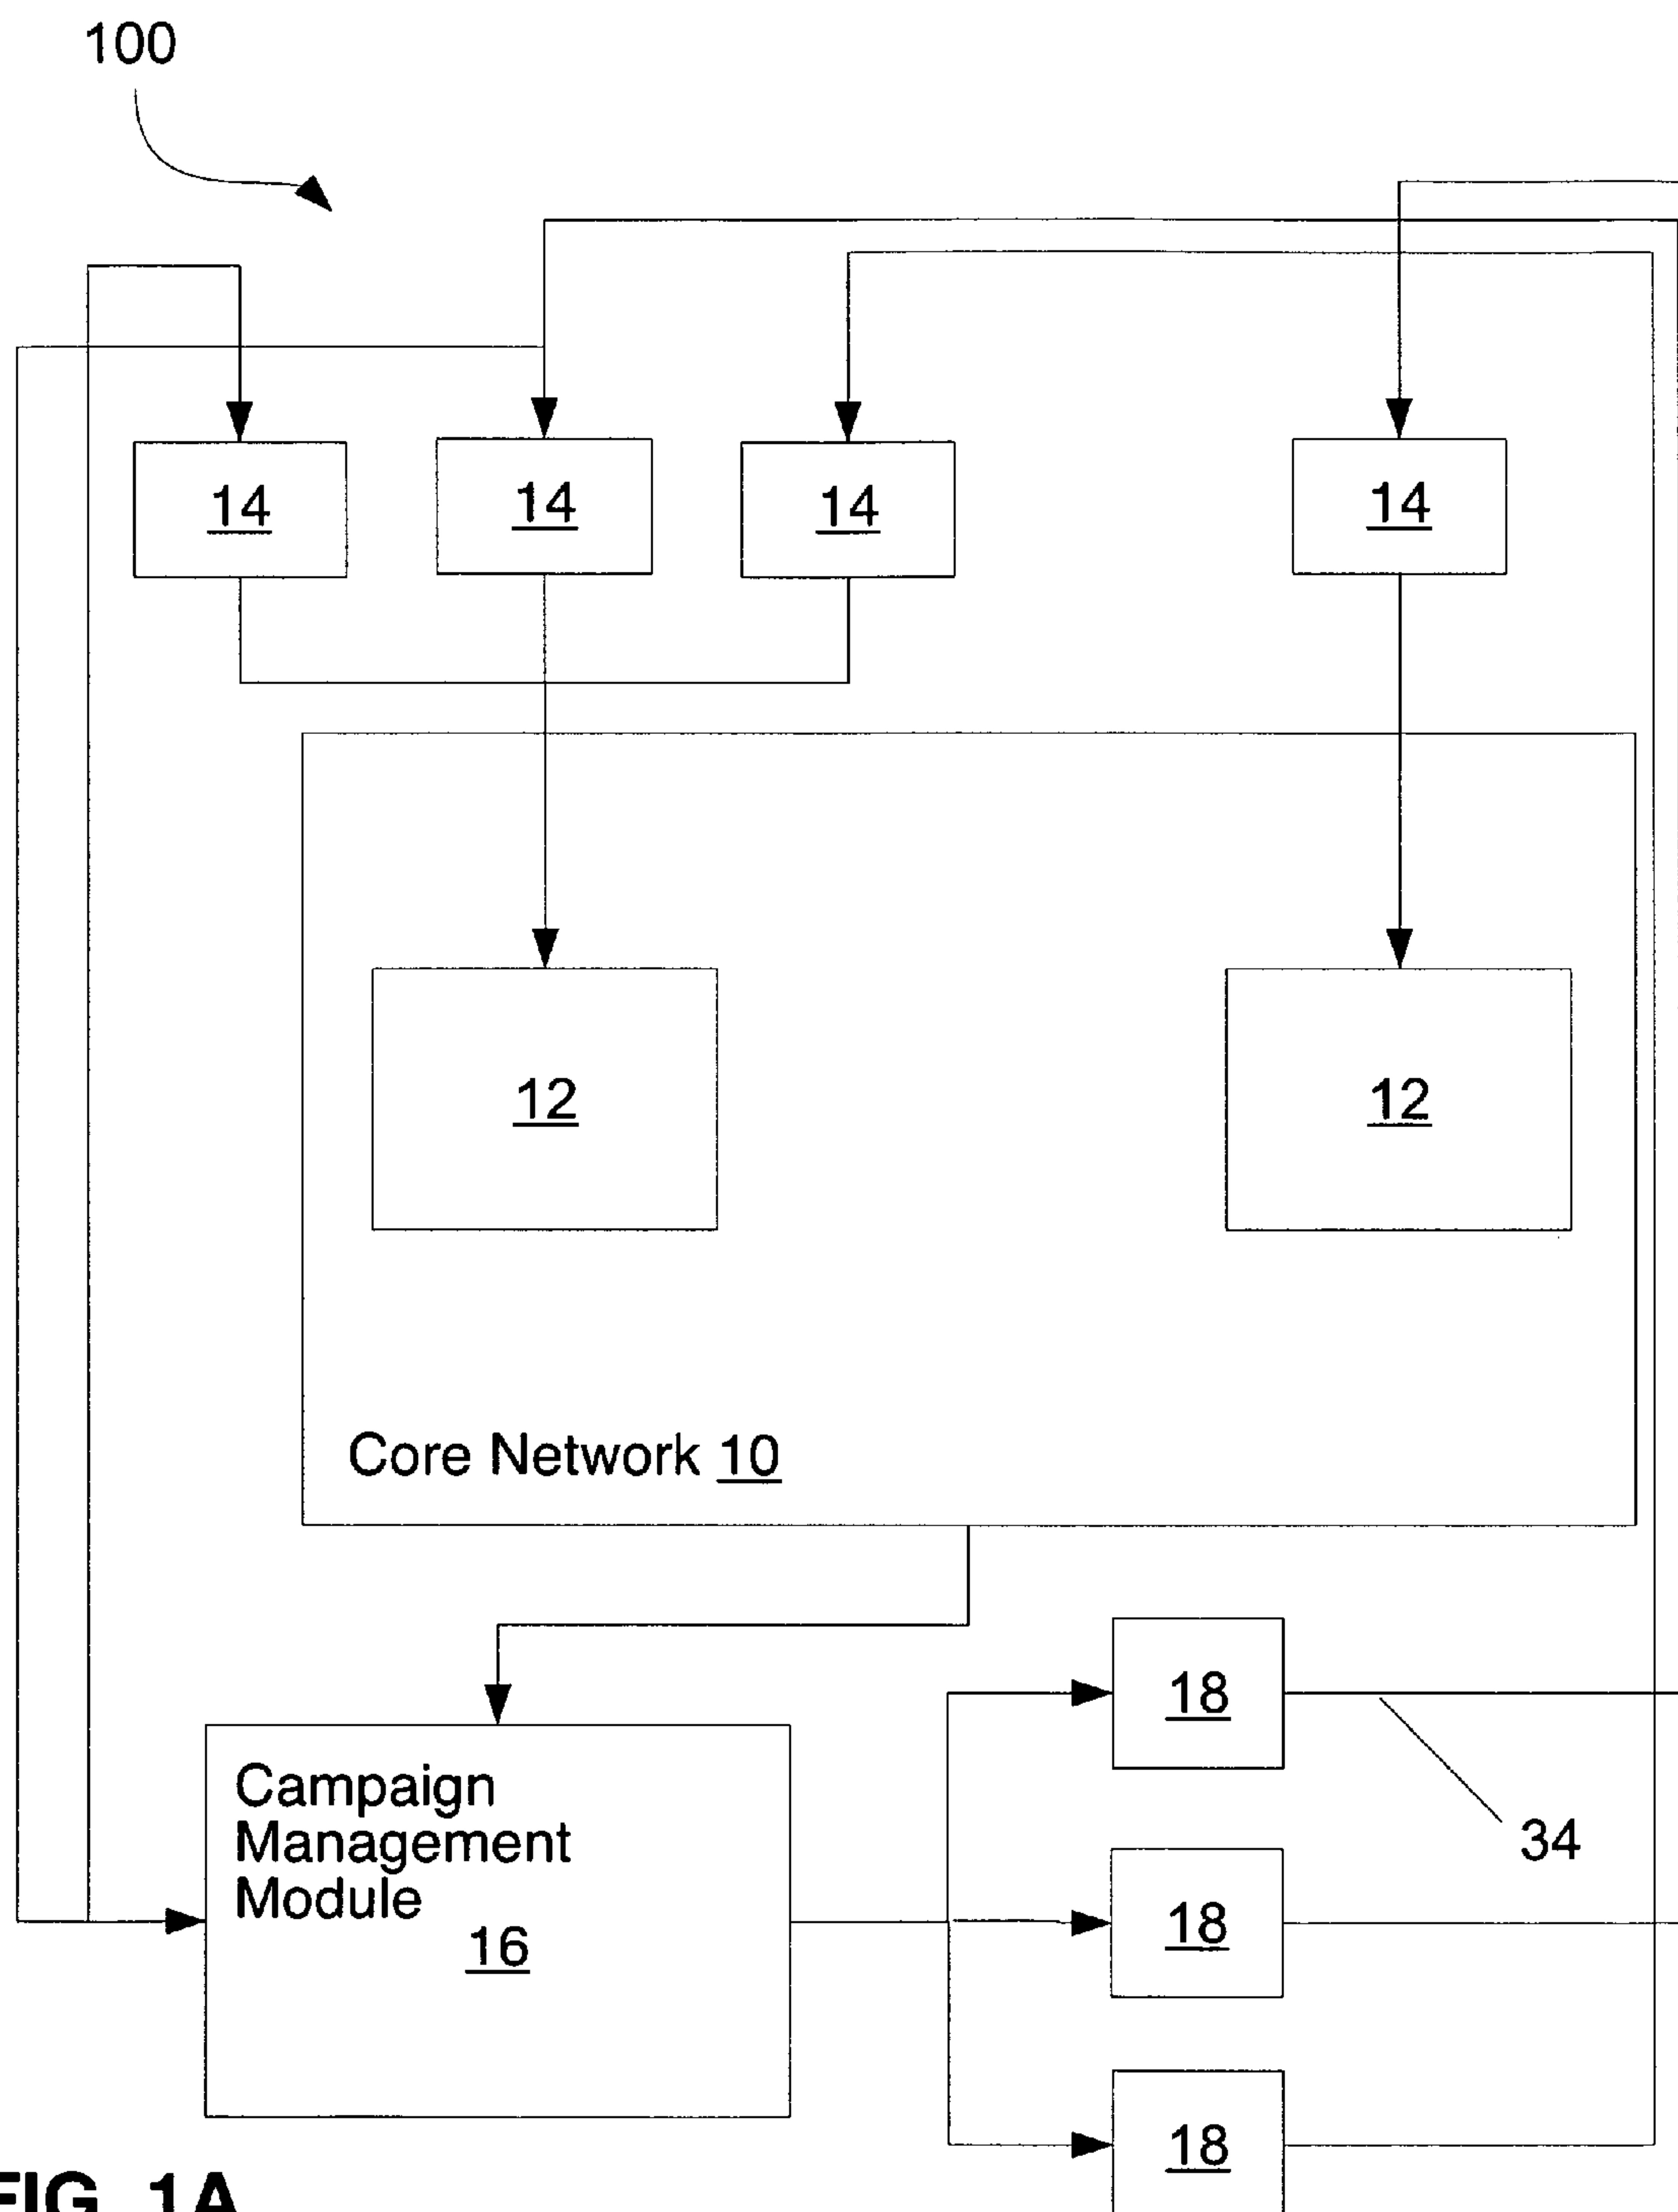 100
14 14 14 14
12 12
Core Network 10
18
Campaign
Management
Module
16
34
18
18
FIG. 1A